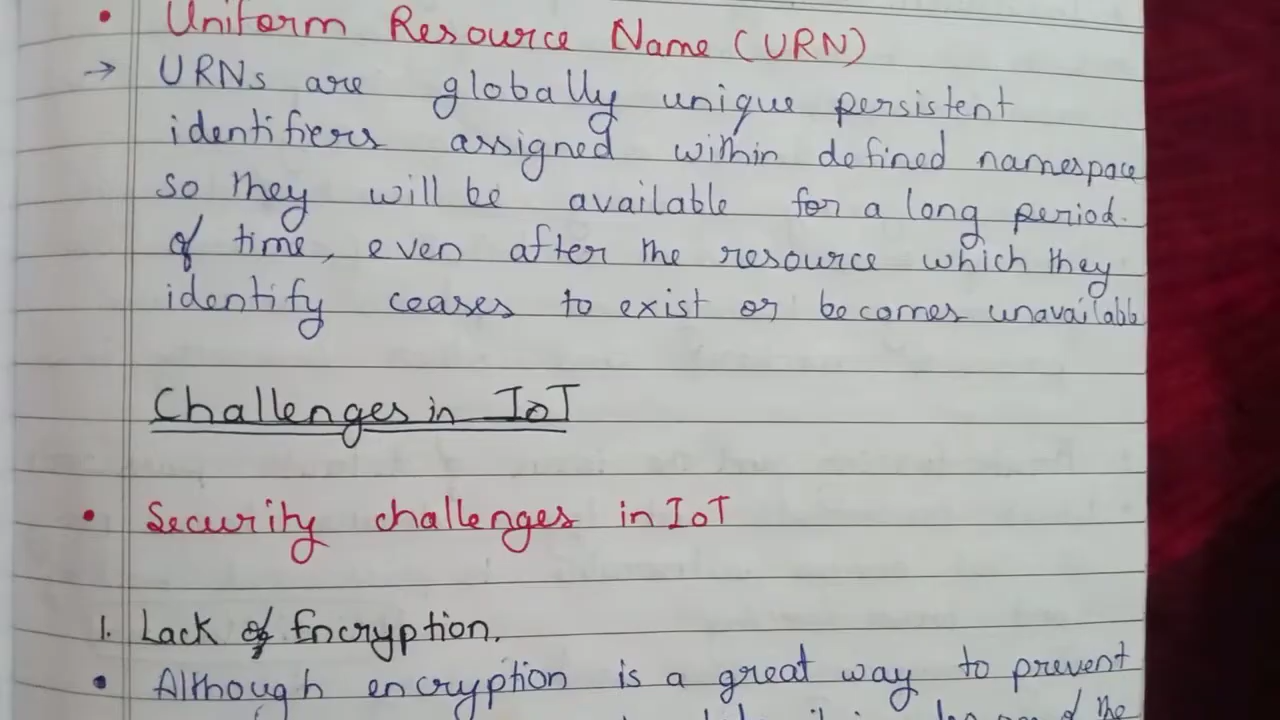 • Uniform Resource Name (URN)
→ URNs are globally unique persistent
identifiers assigned within defined namespace
so they will be available for a long period.
of time, even after the resource which they
identify ceases to exist or becomes unavailable
Challenges in IoT
• Security challenges in IoT
1. Lack of Encryption.
• Although encryption is a great way to prevent
of the